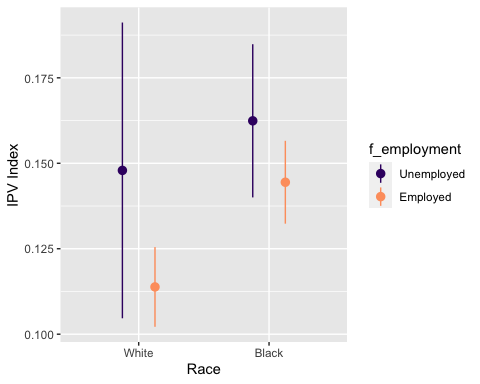 0.175
0.150
0.125
0.100
IPV Index
White
Black
Race
f_employment
Unemployed
Employed